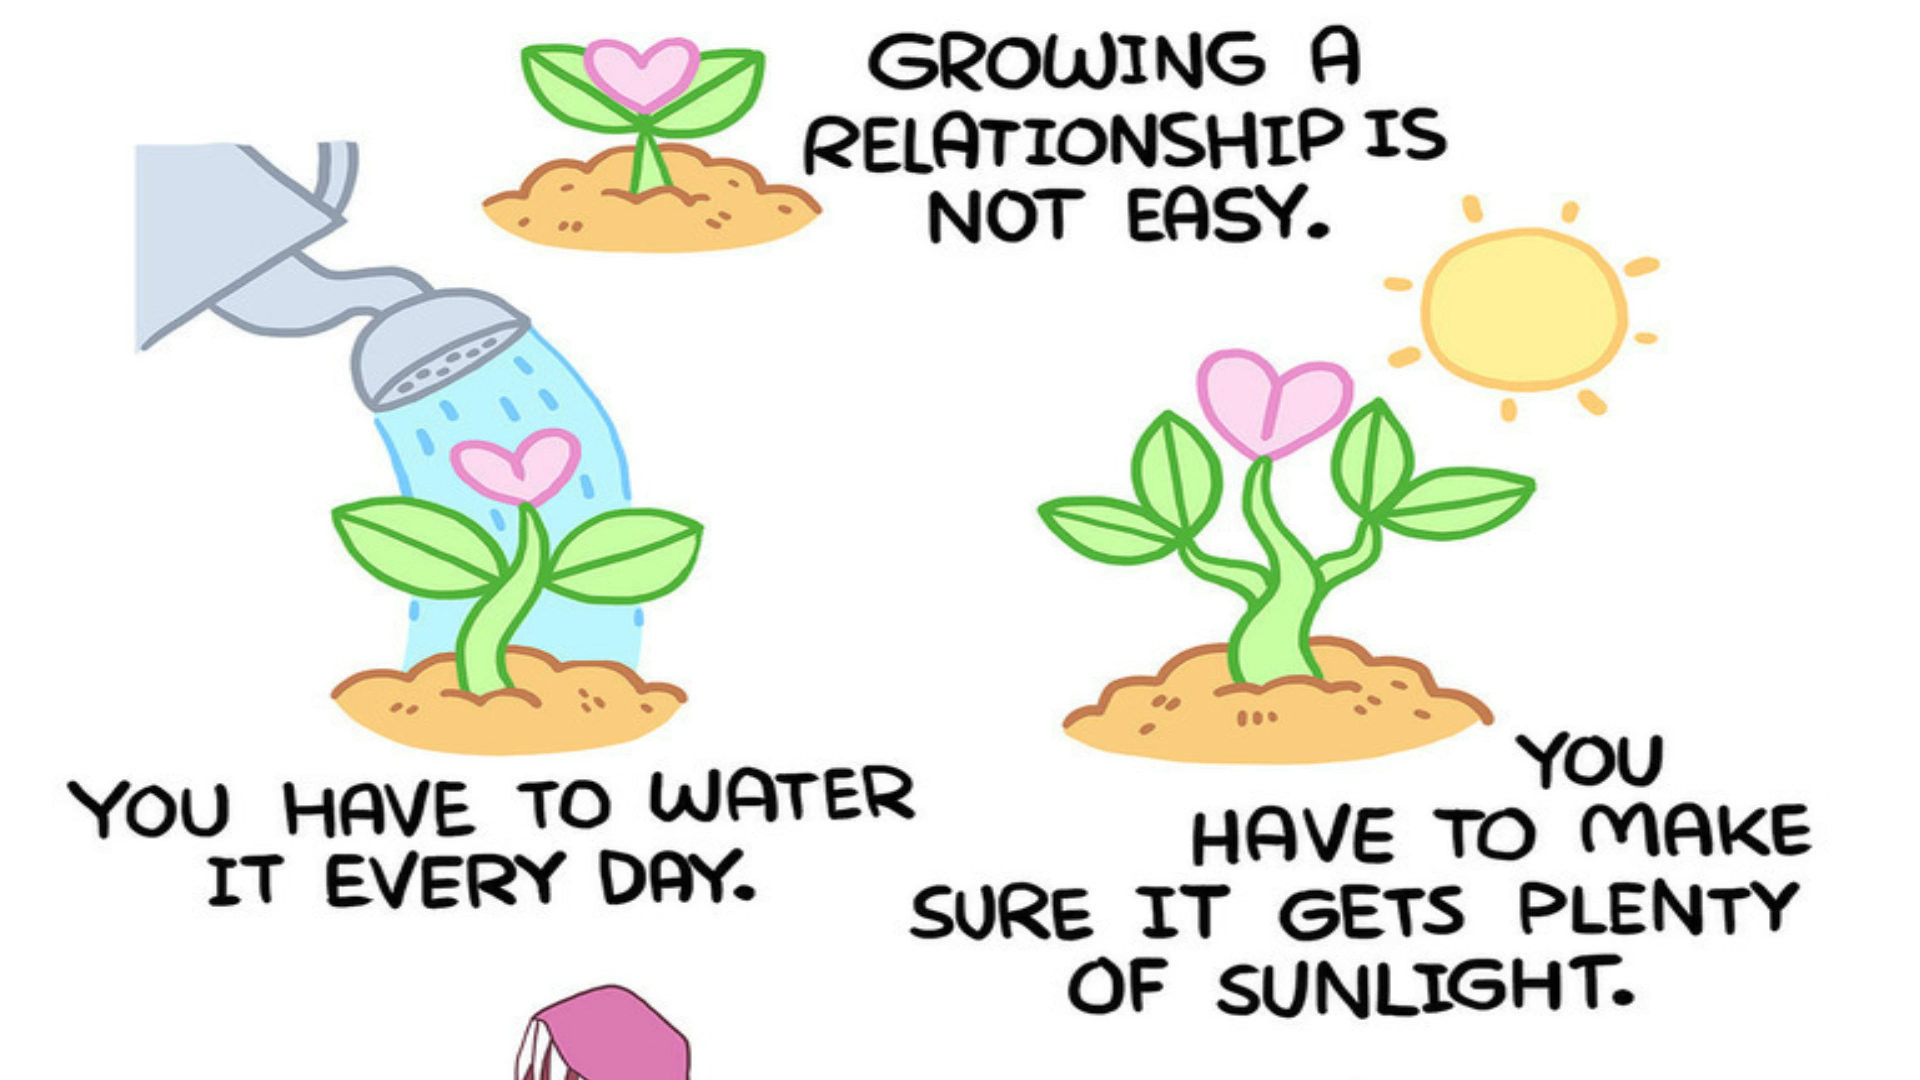 GROWING A
RELATIONSHIP IS
NOT EASY.
YOU HAVE TO WATER
IT EVERY DAY.
YOU
HAVE TO MAKE
SURE IT GETS PLENTY
OF SUNLIGHT.